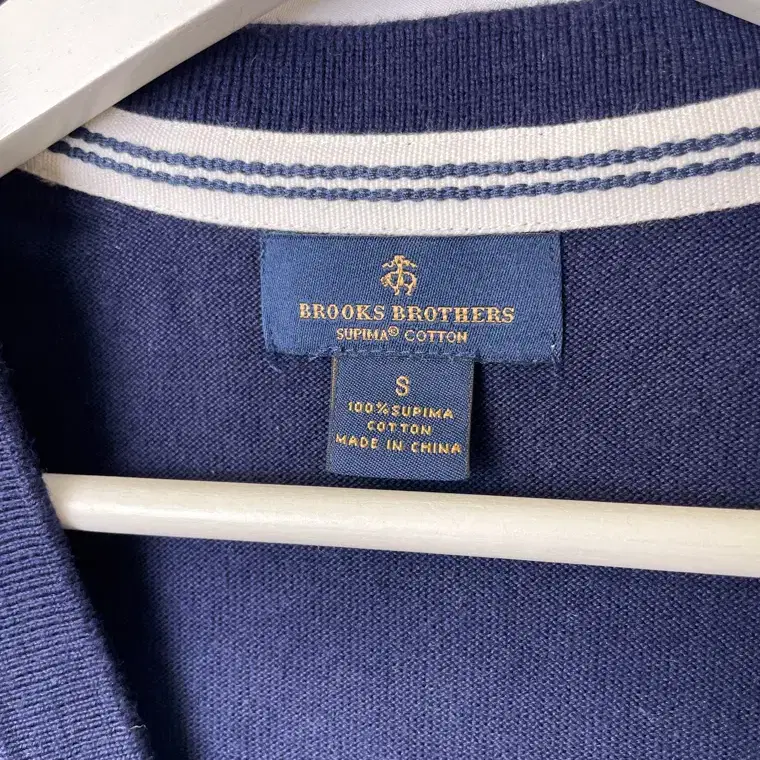 BROOKS BROTHERS
SUPIMA® COTTON
S
100%SUPIMA
COTTON
MADE IN CHINA